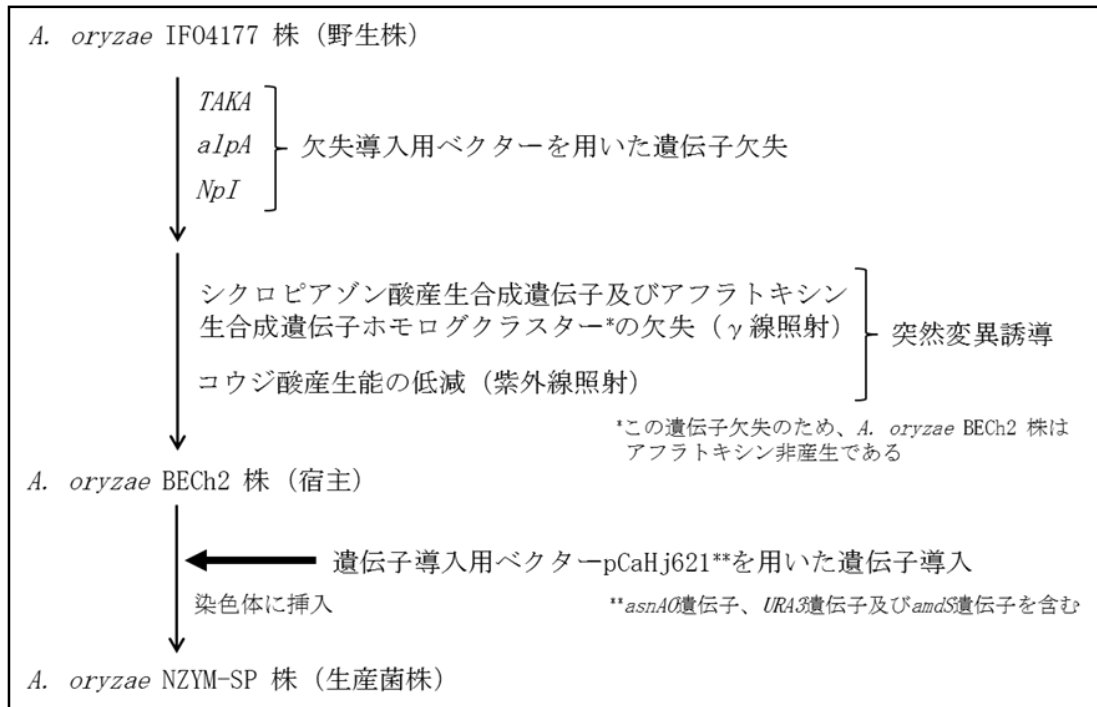 A. oryzae IFO4177 株（野生株）
TAKA
alpA
NpI
欠失導入用ベクターを用いた遺伝子欠失
シクロピアゾン酸産生合成遺伝子及びアフラトキシン
生合成遺伝子ホモログクラスター*の欠失（γ線照射）
コウジ酸産生能の低減（紫外線照射）
突然変異誘導
*この遺伝子欠失のため、A. oryzae BECh2 株は
アフラトキシン非産生である
A. oryzae BECh2 株（宿主）
遺伝子導入用ベクターpCaHj621**を用いた遺伝子導入
染色体に挿入
**asnAO遺伝子、URA3遺伝子及びamdS遺伝子を含む
A. oryzae NZYM-SP 株（生産菌株）